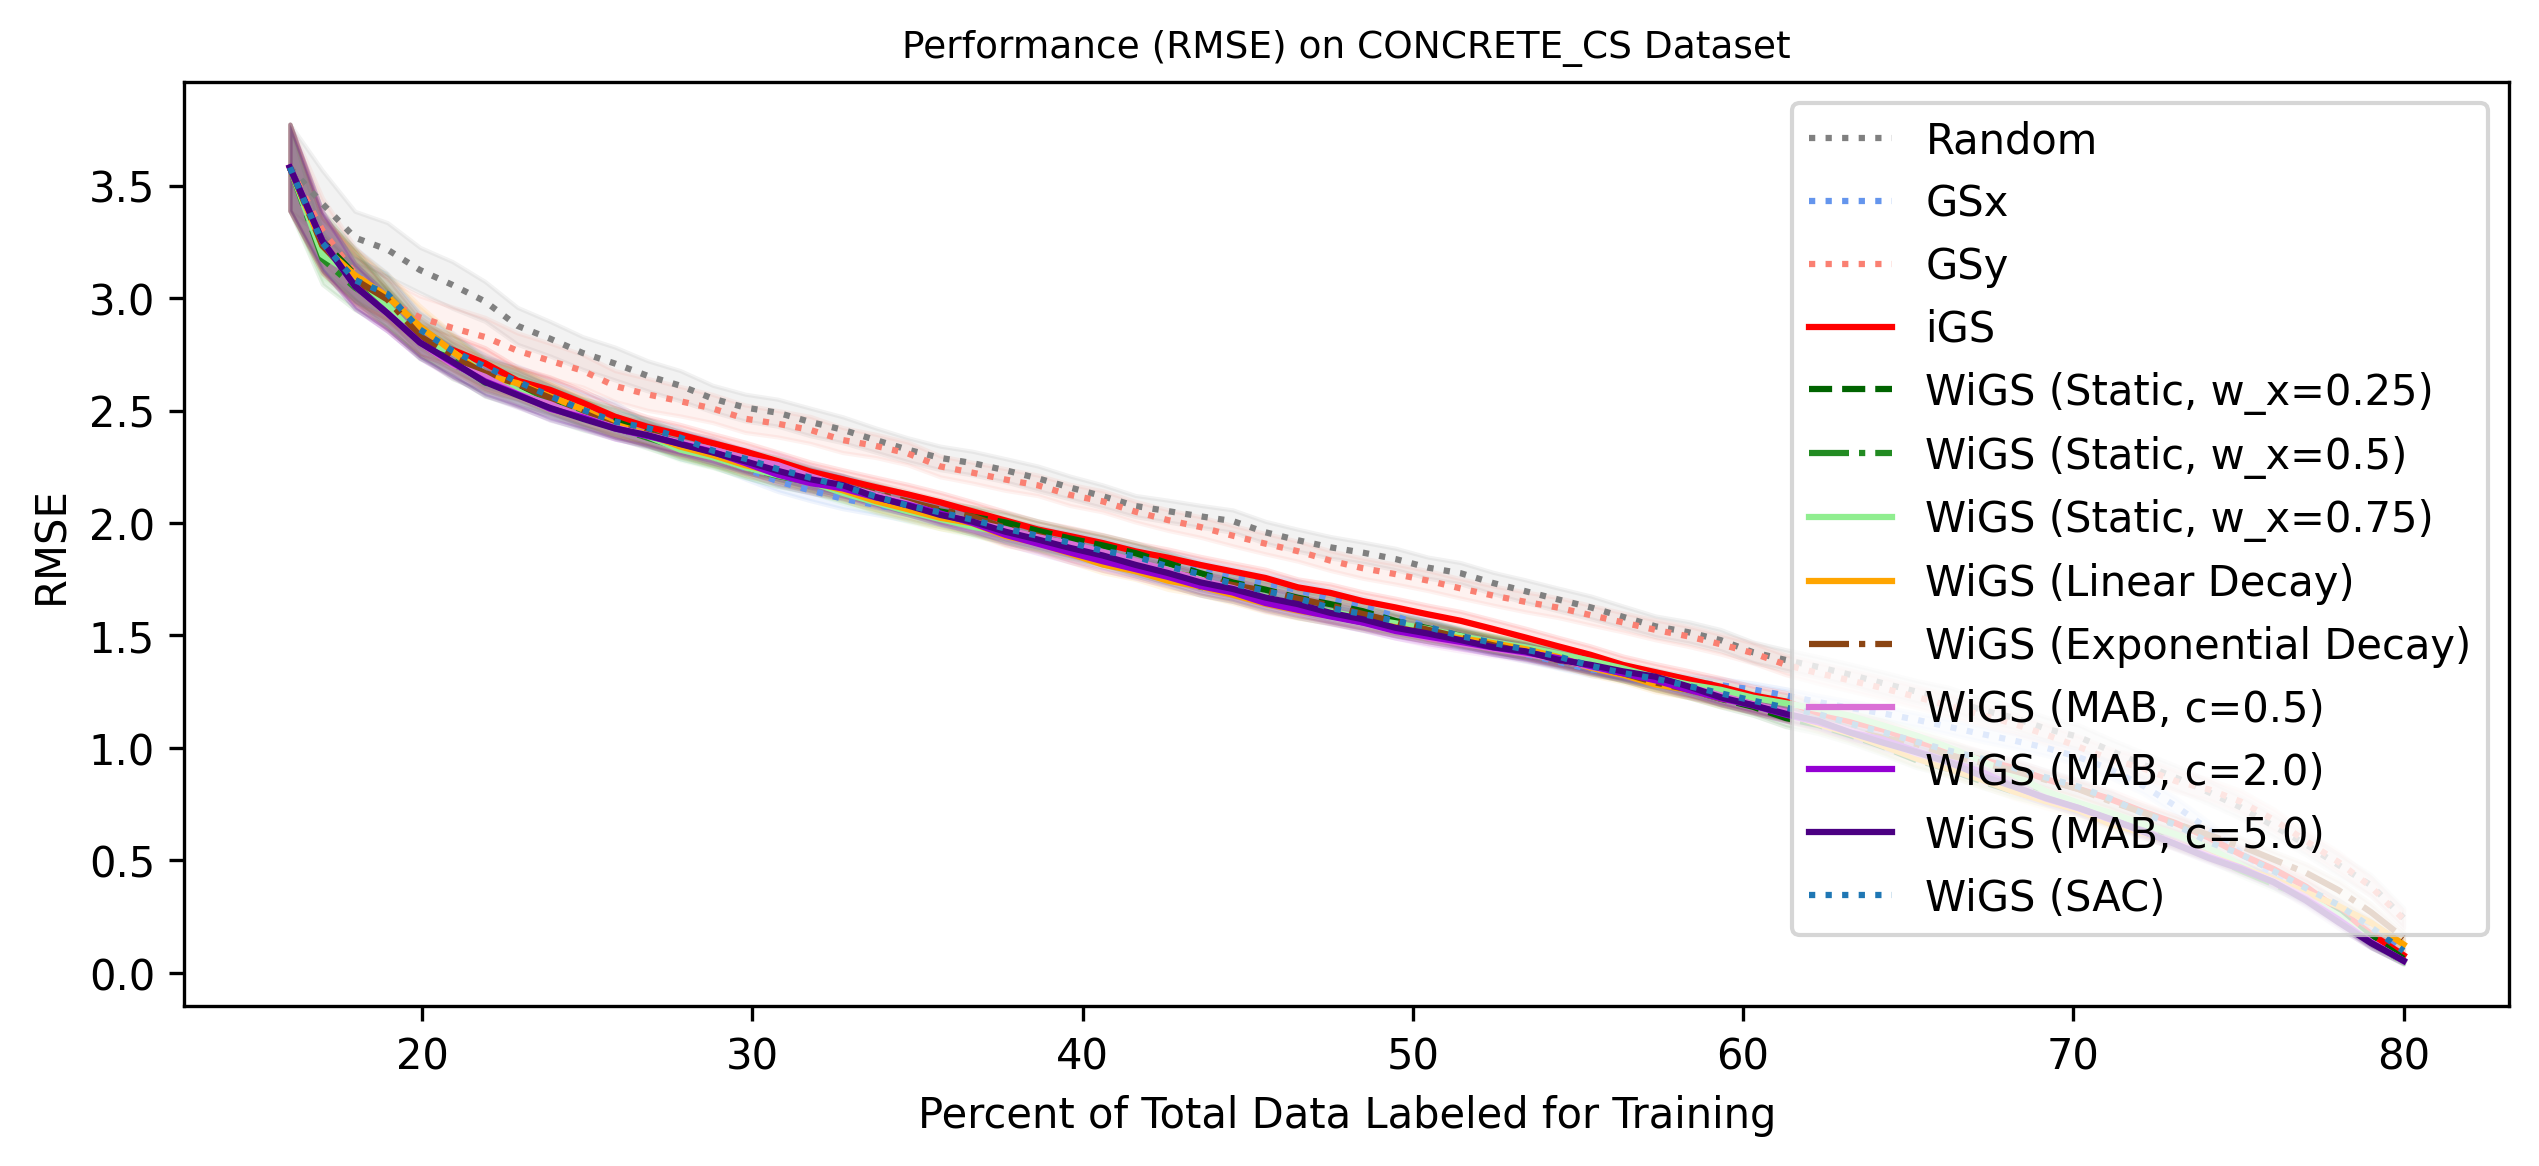 Performance (RMSE) on CONCRETE_CS Dataset
RMSE
3.5
3.0
2.5
2.0
1.5
1.0
0.5
0.0
Random
GSx
GSy
iGS
WiGS (Static, w_x=0.25)
WiGS (Static, w_x=0.5)
WiGS (Static, w_x=0.75)
WiGS (Linear Decay)
WiGS (Exponential Decay)
WiGS (MAB, c=0.5)
WiGS (MAB, c=2.0)
WiGS (MAB, c=5.0)
WiGS (SAC)
20 30 40 50 60 70 80
Percent of Total Data Labeled for Training